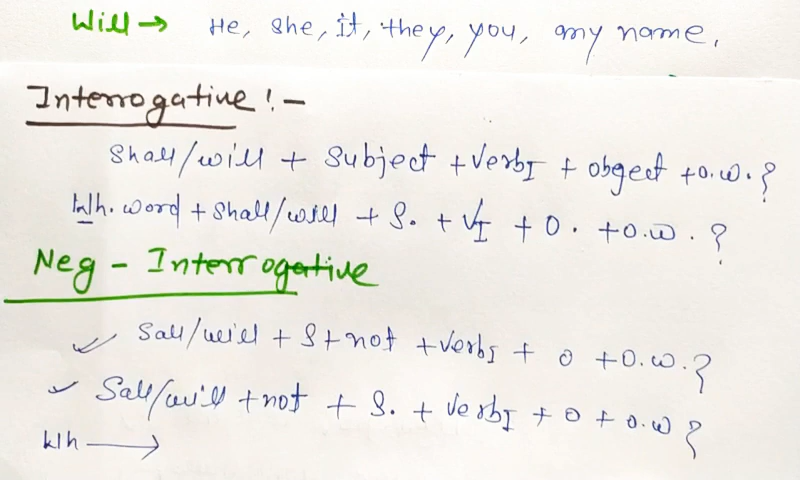 Will → He, she, it, they, you, any name.
Interrogative :-
Shall/will + Subject + Verb I + obgect + o.w. ?
Wh. word + shall/will + S. + V I + O. + o.w. ?
Neg - Interrogative
Sall/will + S + not + verb I + o + o.w. ?
Sall/will + not + S. + verb I + o + o.w ?
Wh →